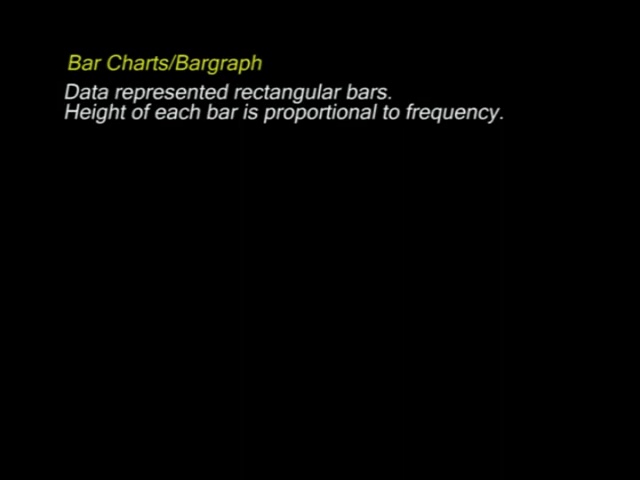 Bar Charts/Bargraph
Data represented rectangular bars.
Height of each bar is proportional to frequency.